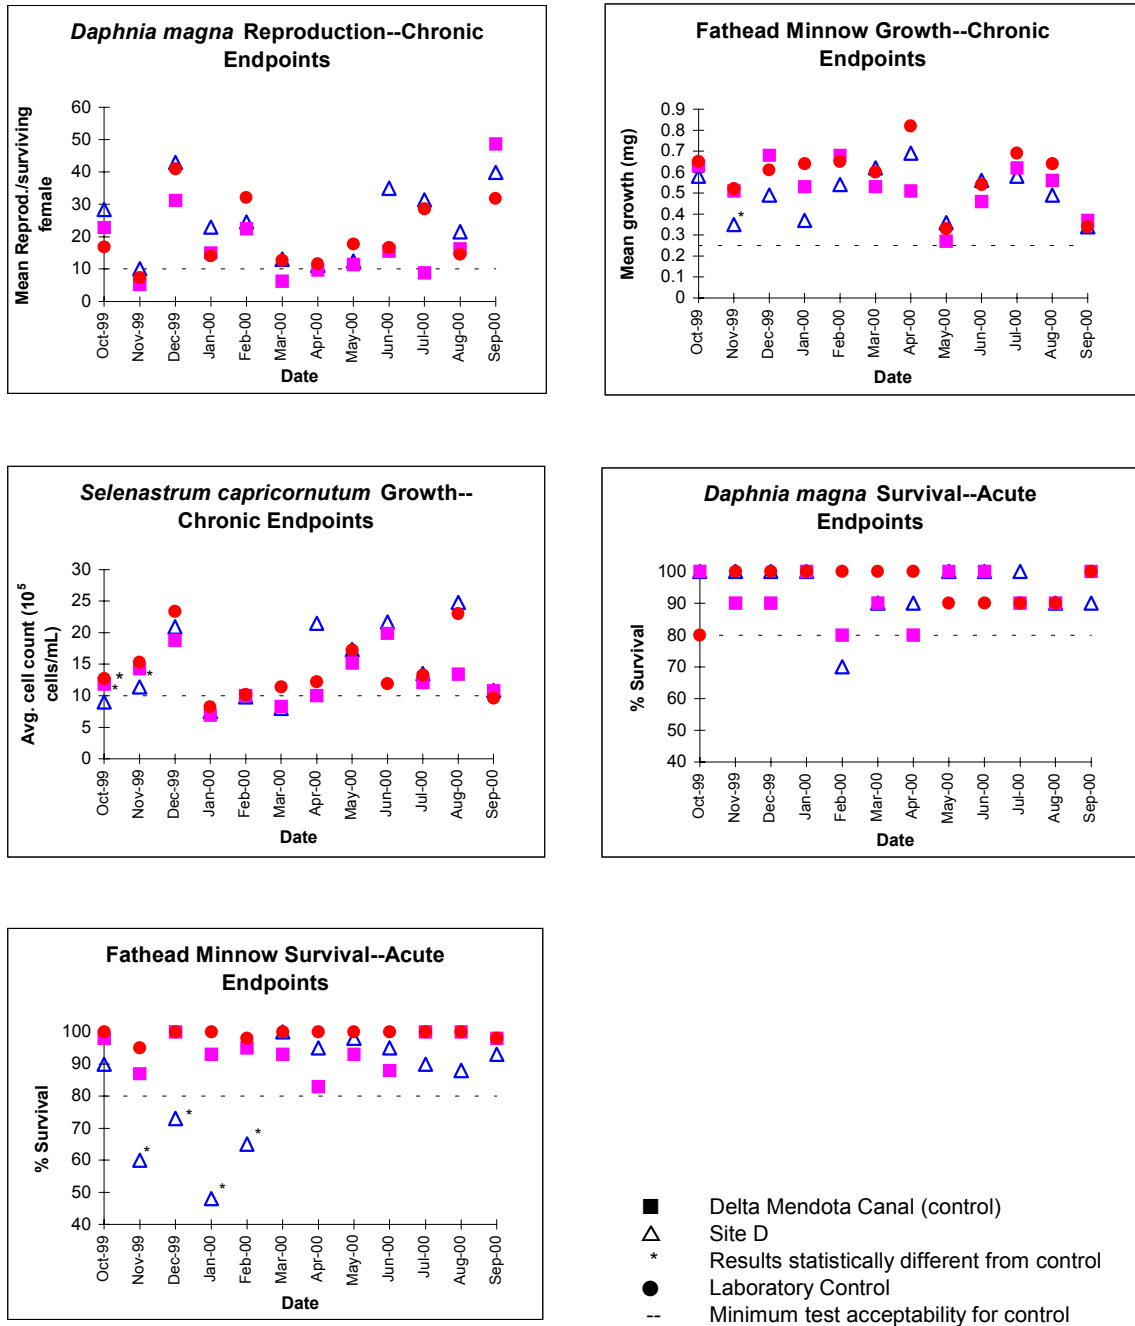 Daphnia magna Reproduction--Chronic
Endpoints
Mean Reprod./surviving
female
60
50
40
30
20
10
0
Oct-99
Nov-99
Dec-99
Jan-00
Feb-00
Mar-00
Apr-00
May-00
Jun-00
Jul-00
Aug-00
Sep-00
Date
Fathead Minnow Growth--Chronic
Endpoints
Mean growth (mg)
0.9
0.8
0.7
0.6
0.5
0.4
0.3
0.2
0.1
0
*
Oct-99
Nov-99
Dec-99
Jan-00
Feb-00
Mar-00
Apr-00
May-00
Jun-00
Jul-00
Aug-00
Sep-00
Date
Selenastrum capricornutum Growth--
Chronic Endpoints
Avg. cell count (10⁵
cells/mL)
30
25
20
15
10
5
0
*
*
*
Oct-99
Nov-99
Dec-99
Jan-00
Feb-00
Mar-00
Apr-00
May-00
Jun-00
Jul-00
Aug-00
Sep-00
Date
Daphnia magna Survival--Acute
Endpoints
% Survival
100
90
80
70
60
50
40
Oct-99
Nov-99
Dec-99
Jan-00
Feb-00
Mar-00
Apr-00
May-00
Jun-00
Jul-00
Aug-00
Sep-00
Date
Fathead Minnow Survival--Acute
Endpoints
% Survival
100
90
80
70
60
50
40
*
*
*
*
Oct-99
Nov-99
Dec-99
Jan-00
Feb-00
Mar-00
Apr-00
May-00
Jun-00
Jul-00
Aug-00
Sep-00
Date
Delta Mendota Canal (control)
Site D
* Results statistically different from control
Laboratory Control
-- Minimum test acceptability for control